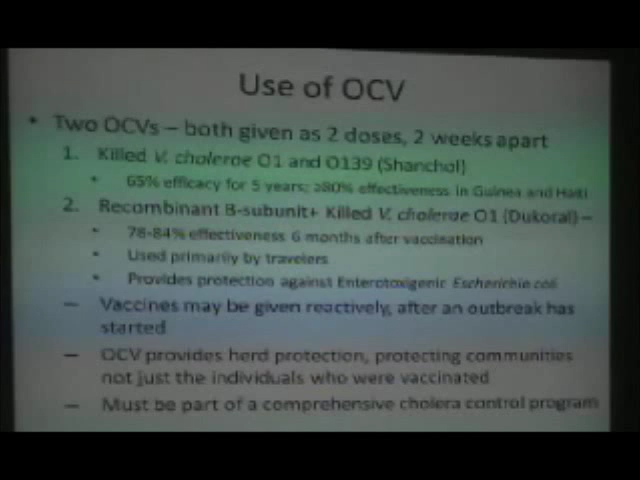 Use of OCV
• Two OCVs – both given as 2 doses, 2 weeks apart
1. Killed V. cholerae O1 and O139 (Shanchol)
• 65% efficacy for 5 years; ≥80% effectiveness in Guinea and Haiti
2. Recombinant B-subunit+ Killed V. cholerae O1 (Dukoral) –
• 78-84% effectiveness 6 months after vaccination
• Used primarily by travelers
• Provides protection against Enterotoxigenic Escherichia coli
– Vaccines may be given reactively, after an outbreak has
started
– OCV provides herd protection, protecting communities
not just the individuals who were vaccinated
– Must be part of a comprehensive cholera control program